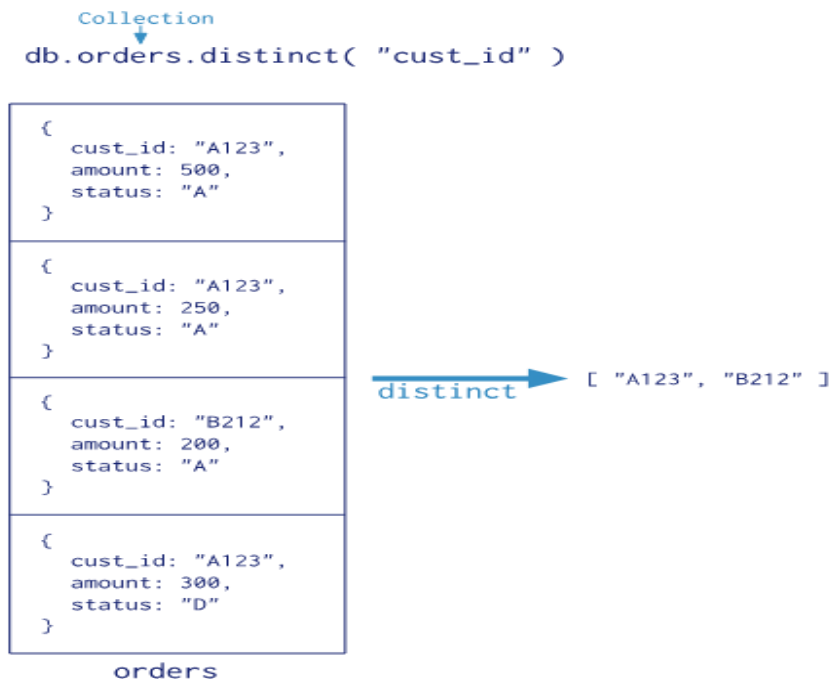 Collection
db.orders.distinct( "cust_id" )
{
cust_id: "A123",
amount: 500,
status: "A"
}
{
cust_id: "A123",
amount: 250,
status: "A"
}
{
cust_id: "B212",
amount: 200,
status: "A"
}
{
cust_id: "A123",
amount: 300,
status: "D"
}
orders
distinct
[ "A123", "B212" ]